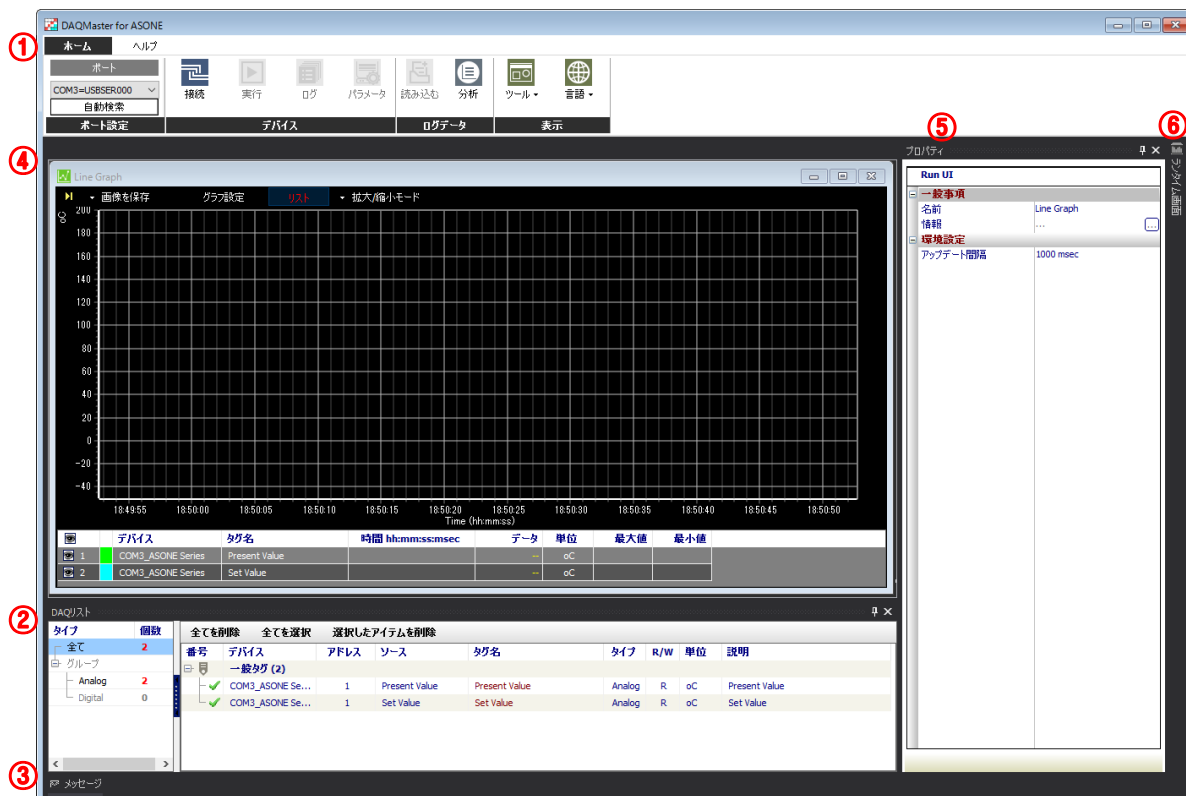 DAQMaster for ASONE
① ホーム ヘルプ
ポート
COM3=USBSER000
自動検索
接続 実行 ログ パラメータ 読み込む 分析 ツール 言語
ポート設定 デバイス ログデータ 表示
④ ⑤ ⑥
Line Graph
画像を保存 グラフ設定 リスト 拡大/縮小モード
oC
200
180
160
140
120
100
80
60
40
20
0
-20
-40
18:49:55 18:50:00 18:50:05 18:50:10 18:50:15 18:50:20 18:50:25 18:50:30 18:50:35 18:50:40 18:50:45 18:50:50
Time (hh:mm:ss)
デバイス タグ名 時間 hh:mm:ss:msec データ 単位 最大値 最小値
1 COM3_ASONE Series Present Value -- oC
2 COM3_ASONE Series Set Value -- oC
プロパティ
Run UI
一般事項
名前 Line Graph
情報 ... ...
環境設定
アップデート間隔 1000 msec
ランタイム画面
② DAQリスト
タイプ 個数
全て 2
グループ
Analog 2
Digital 0
全てを削除 全てを選択 選択したアイテムを削除
番号 デバイス アドレス ソース タグ名 タイプ R/W 単位 説明
一般タグ (2)
COM3_ASONE Se... 1 Present Value Present Value Analog R oC Present Value
COM3_ASONE Se... 1 Set Value Set Value Analog R oC Set Value
③ メッセージ